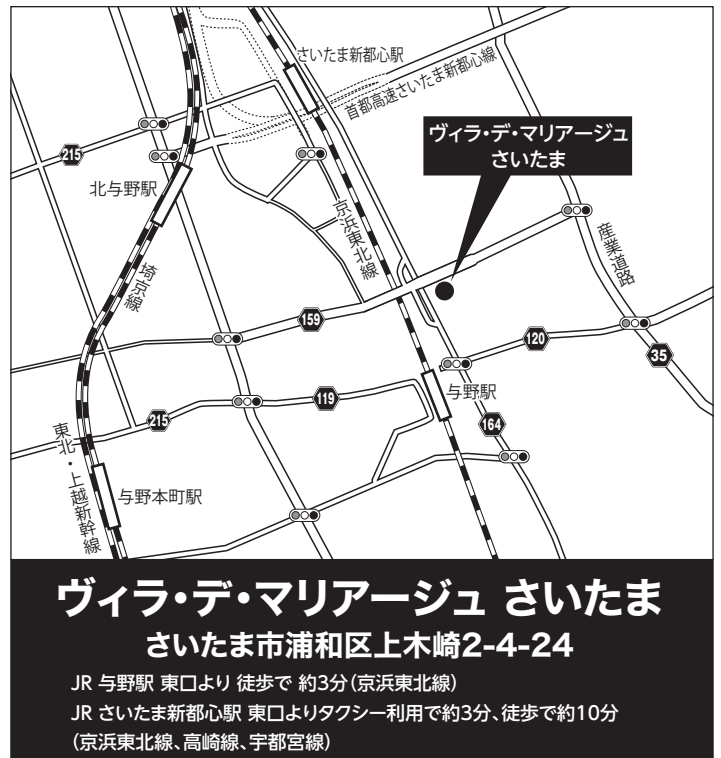 さいたま新都心駅
首都高速さいたま新都心線
ヴィラ・デ・マリアージュ
さいたま
215
北与野駅
京浜東北線
産業道路
埼京線
159
120
35
与野駅
119
215
164
東北・上越新幹線
与野本町駅
ヴィラ・デ・マリアージュ さいたま
さいたま市浦和区上木崎2-4-24
JR 与野駅 東口より 徒歩で 約3分(京浜東北線)
JR さいたま新都心駅 東口よりタクシー利用で約3分、徒歩で約10分
(京浜東北線、高崎線、宇都宮線)